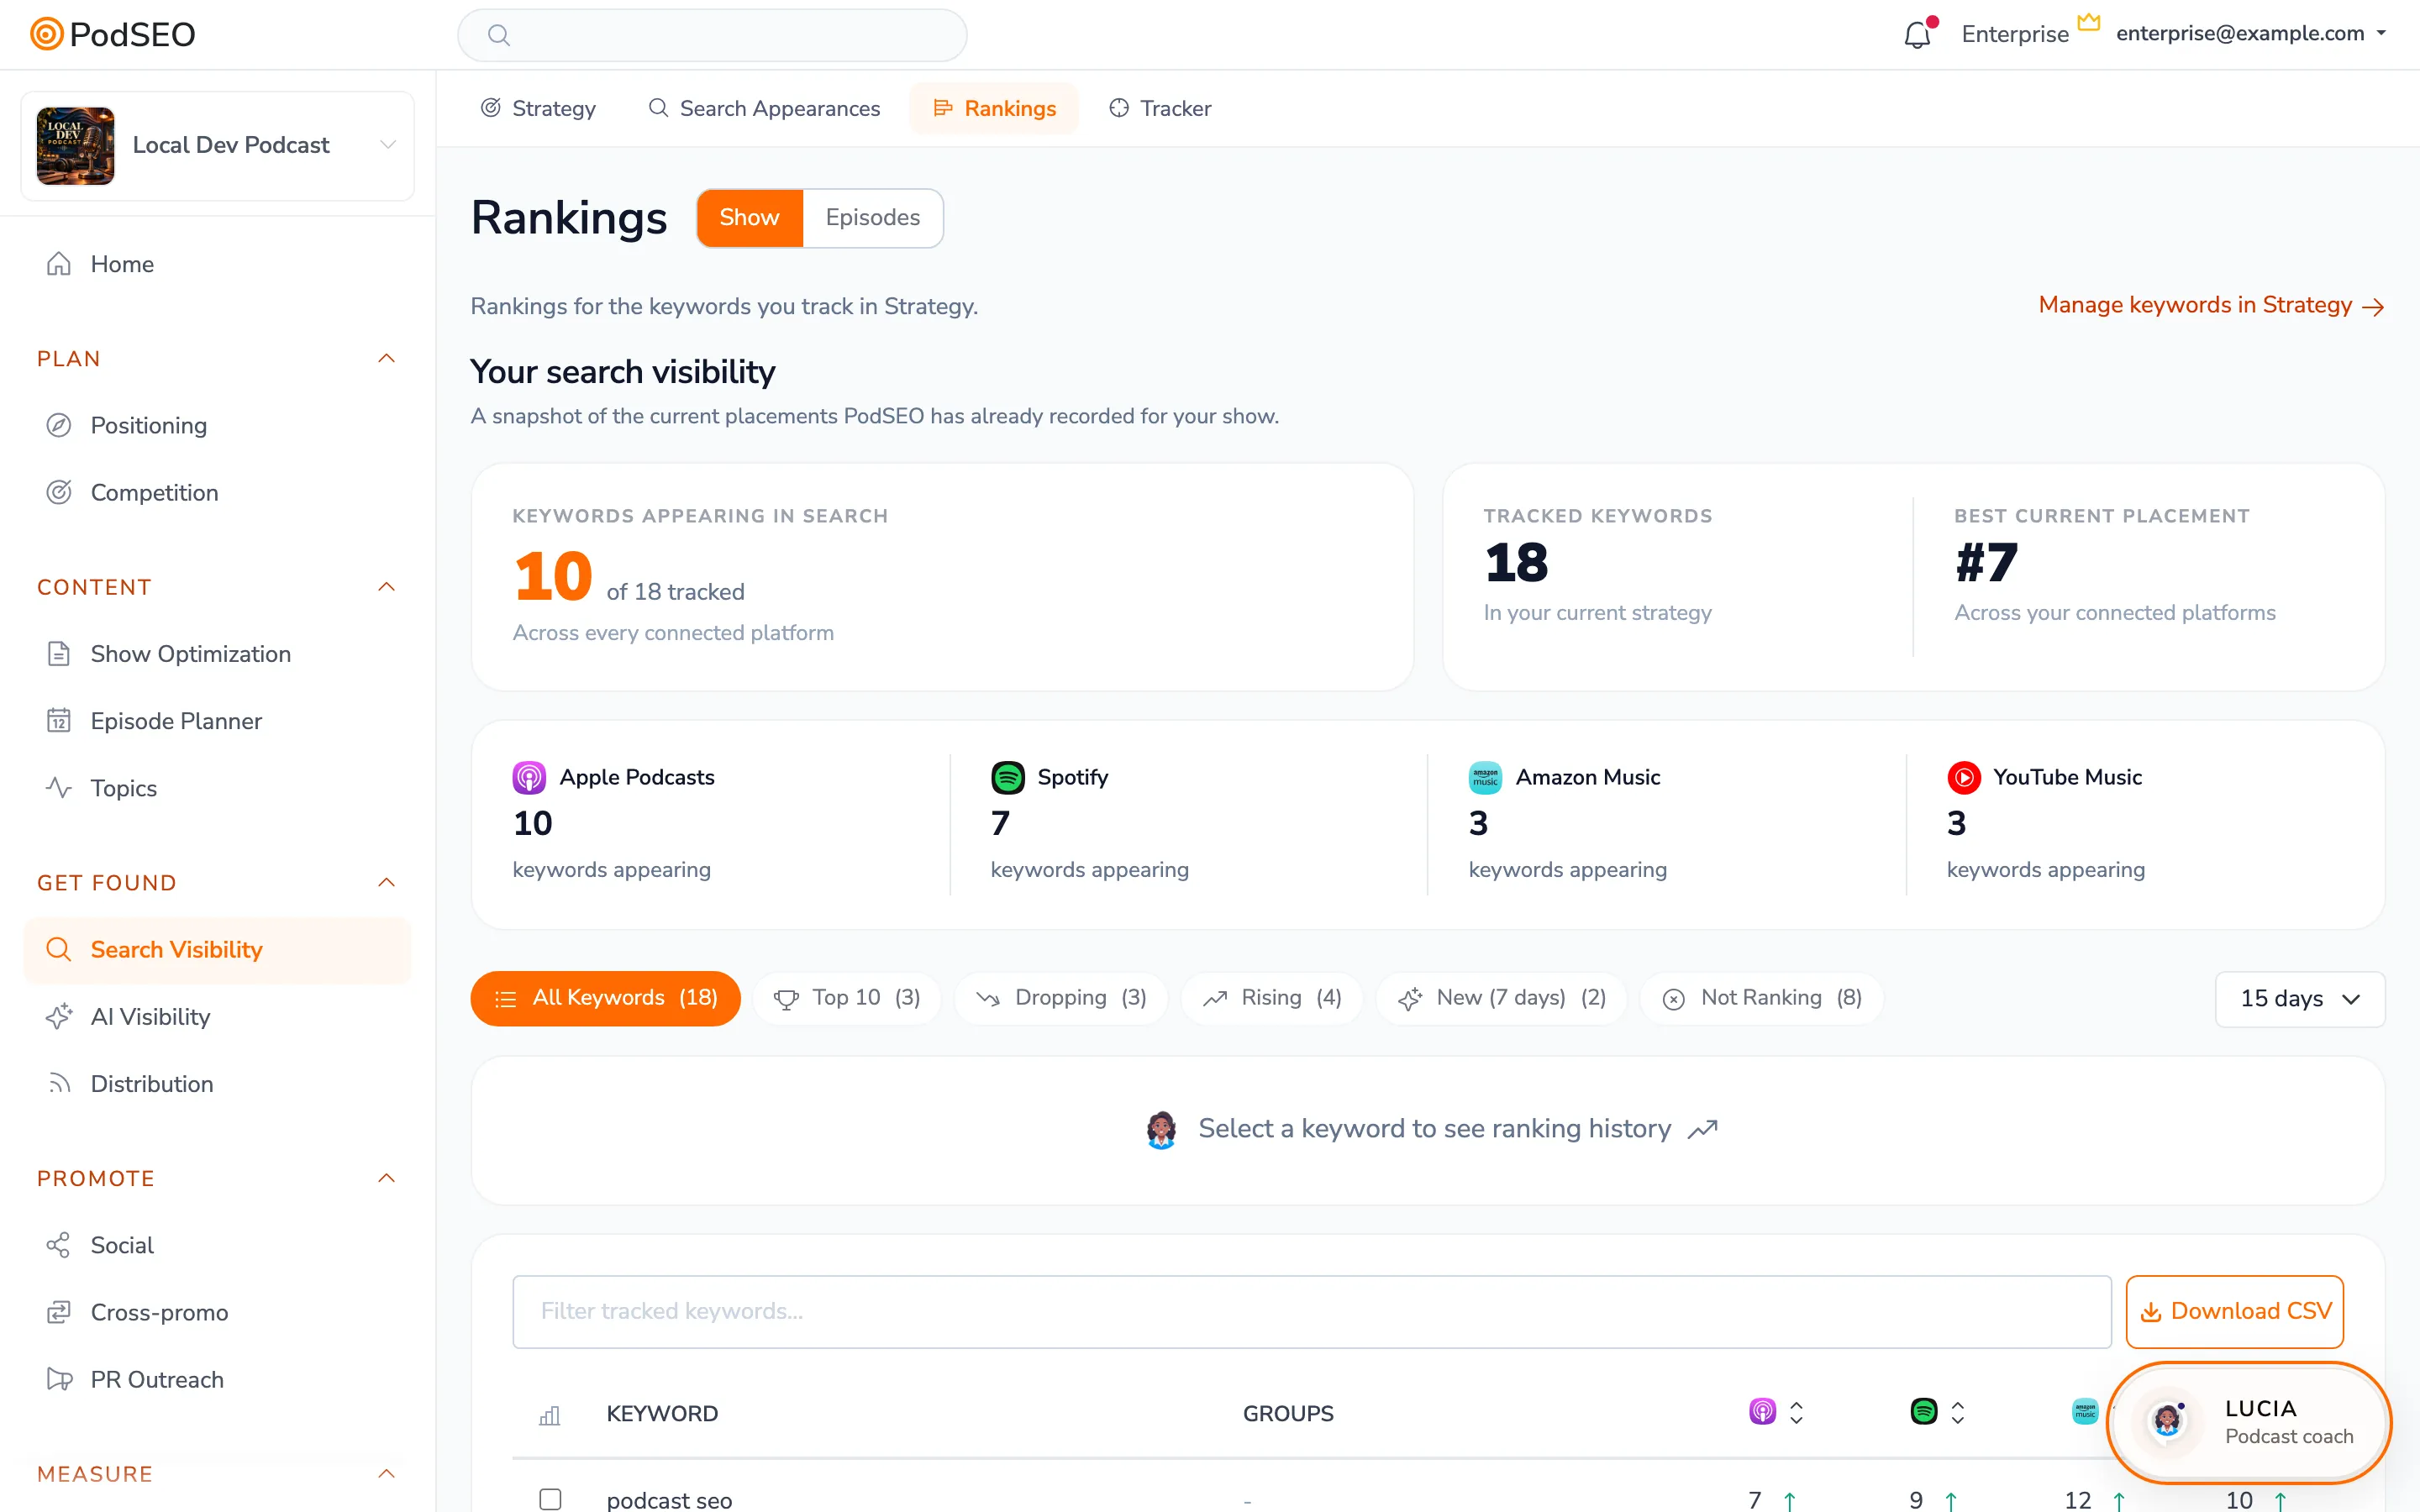 PodSEO
Enterprise
enterprise@example.com
LOCAL
DEV
PODCAST
Local Dev Podcast
Strategy
Search Appearances
Rankings
Tracker
Home
PLAN
Positioning
Competition
CONTENT
Show Optimization
12
Episode Planner
Topics
GET FOUND
Search Visibility
AI Visibility
Distribution
PROMOTE
Social
Cross-promo
PR Outreach
MEASURE
Rankings
Show
Episodes
Rankings for the keywords you track in Strategy.
Manage keywords in Strategy →
Your search visibility
A snapshot of the current placements PodSEO has already recorded for your show.
KEYWORDS APPEARING IN SEARCH
10 of 18 tracked
Across every connected platform
TRACKED KEYWORDS
18
In your current strategy
BEST CURRENT PLACEMENT
#7
Across your connected platforms
Apple Podcasts
10
keywords appearing
Spotify
7
keywords appearing
amazon
music
Amazon Music
3
keywords appearing
YouTube Music
3
keywords appearing
All Keywords (18)
Top 10 (3)
Dropping (3)
Rising (4)
New (7 days) (2)
Not Ranking (8)
15 days
Select a keyword to see ranking history
Filter tracked keywords...
Download CSV
KEYWORD
GROUPS
amazon
music
podcast seo
-
7 ↑
9 ↑
12 ↑
10 ↑
LUCIA
Podcast coach